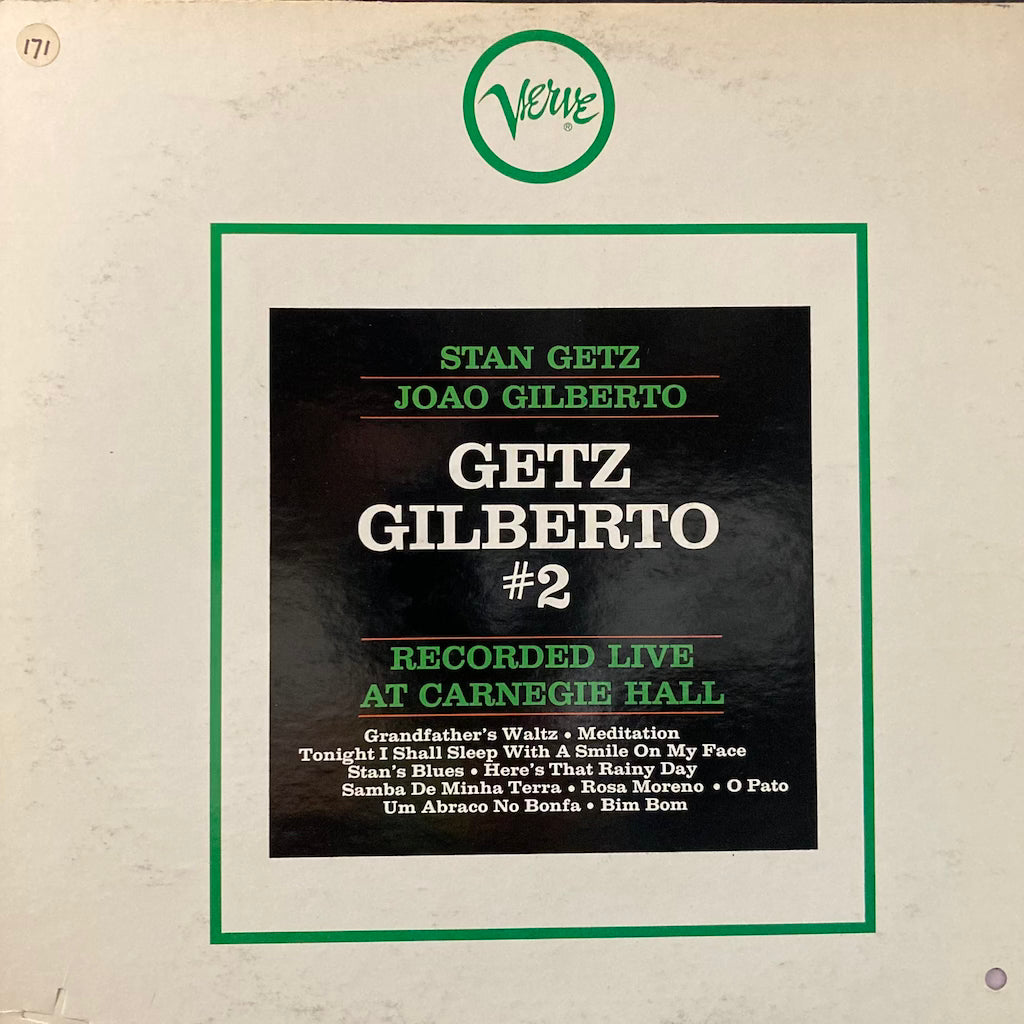 171
Verve
®
STAN GETZ
JOAO GILBERTO
GETZ
GILBERTO
#2
RECORDED LIVE
AT CARNEGIE HALL
Grandfather's Waltz • Meditation
Tonight I Shall Sleep With A Smile On My Face
Stan's Blues • Here's That Rainy Day
Samba De Minha Terra • Rosa Moreno • O Pato
Um Abraco No Bonfa • Bim Bom